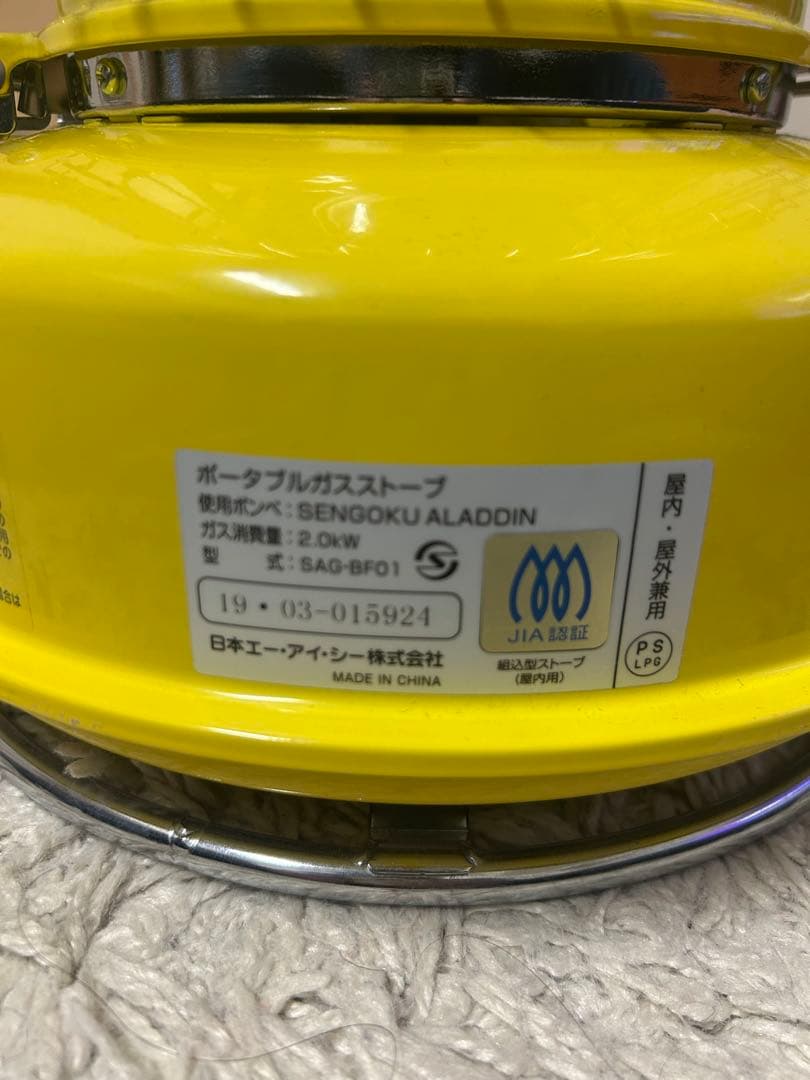 ポータブルガスストーブ
使用ボンベ：SENGOKU ALADDIN
ガス消費量：2.0kW
型　　式：SAG-BF01
S
19・03-015924
日本エー・アイ・シー株式会社
MADE IN CHINA
JIA 認証
組込型ストーブ
(屋内用)
屋内・屋外兼用
PS
LPG